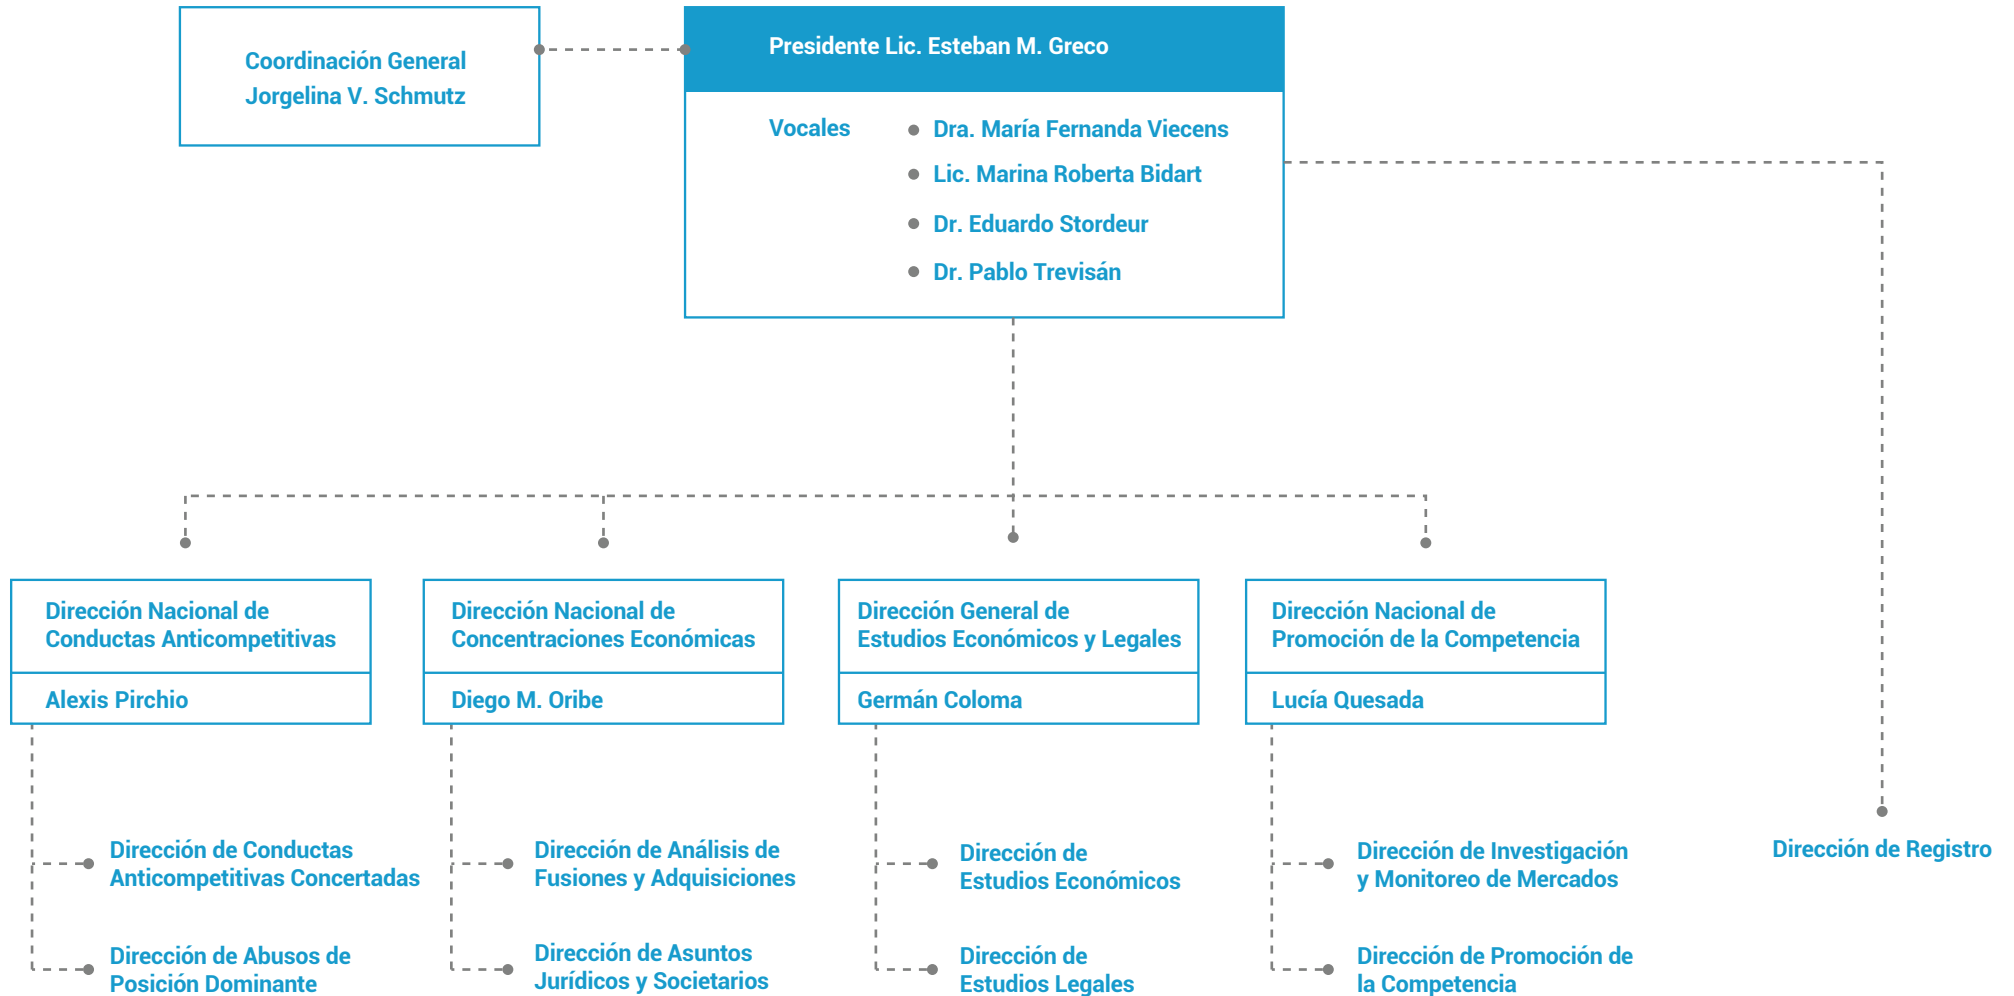 Coordinación General
Jorgelina V. Schmutz
Presidente Lic. Esteban M. Greco
Vocales
Dra. María Fernanda Viecens
Lic. Marina Roberta Bidart
Dr. Eduardo Stordeur
Dr. Pablo Trevisán
Dirección Nacional de
Conductas Anticompetitivas
Alexis Pirchio
Dirección Nacional de
Concentraciones Económicas
Diego M. Oribe
Dirección General de
Estudios Económicos y Legales
Germán Coloma
Dirección Nacional de
Promoción de la Competencia
Lucía Quesada
Dirección de Conductas
Anticompetitivas Concertadas
Dirección de Abusos de
Posición Dominante
Dirección de Análisis de
Fusiones y Adquisiciones
Dirección de Asuntos
Jurídicos y Societarios
Dirección de
Estudios Económicos
Dirección de
Estudios Legales
Dirección de Investigación
y Monitoreo de Mercados
Dirección de Promoción de
la Competencia
Dirección de Registro